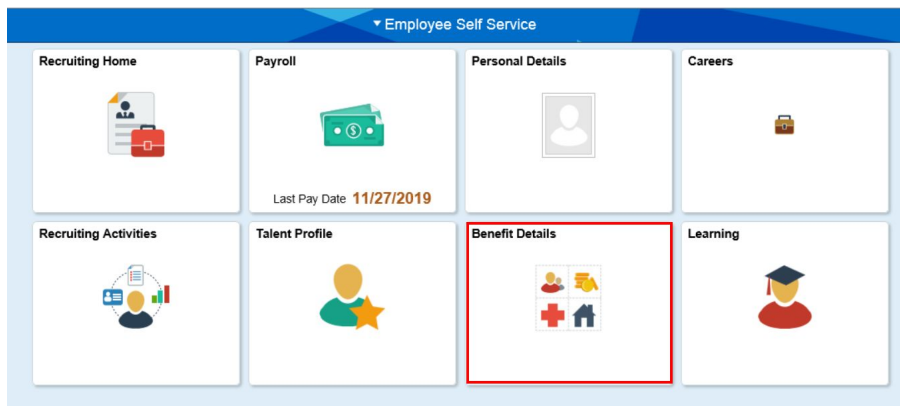 Employee Self Service
Recruiting Home
Payroll
Personal Details
Careers
Last Pay Date 11/27/2019
Recruiting Activities
Talent Profile
Benefit Details
Learning